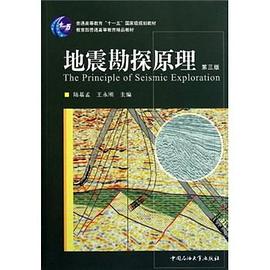 普通高等教育“十一五”国家级规划教材
教育部普通高等教育精品教材
地震勘探原理 第三版
The Principle of Seismic Exploration
陆基孟 王永刚 主编
中国石油大学出版社